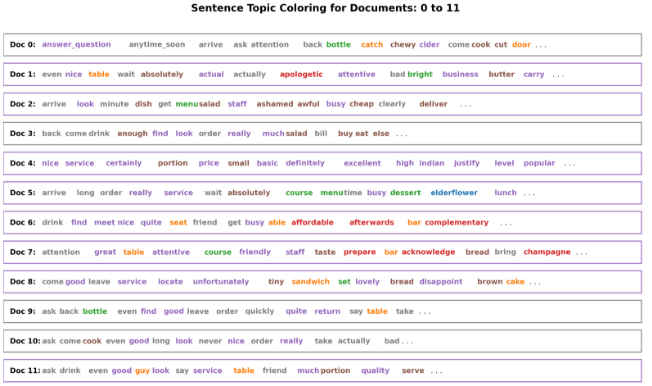 Sentence Topic Coloring for Documents: 0 to 11
Doc 0: answer_question anytime_soon arrive ask attention back bottle catch chewy cider come cook cut door ...
Doc 1: even nice table wait absolutely actual actually apologetic attentive bad bright business butter carry ...
Doc 2: arrive look minute dish get menu salad staff ashamed awful busy cheap clearly deliver ...
Doc 3: back come drink enough find look order really much salad bill buy eat else ...
Doc 4: nice service certainly portion price small basic definitely excellent high indian justify level popular ...
Doc 5: arrive long order really service wait absolutely course menu time busy dessert elderflower lunch ...
Doc 6: drink find meet nice quite seat friend get busy able affordable afterwards bar complementary ...
Doc 7: attention great table attentive course friendly staff taste prepare bar acknowledge bread bring champagne ...
Doc 8: come good leave service locate unfortunately tiny sandwich set lovely bread disappoint brown cake ...
Doc 9: ask back bottle even find good leave order quickly quite return say table take ...
Doc 10: ask come cook even good long look never nice order really take actually bad ...
Doc 11: ask drink even good guy look say service table friend much portion quality serve ...